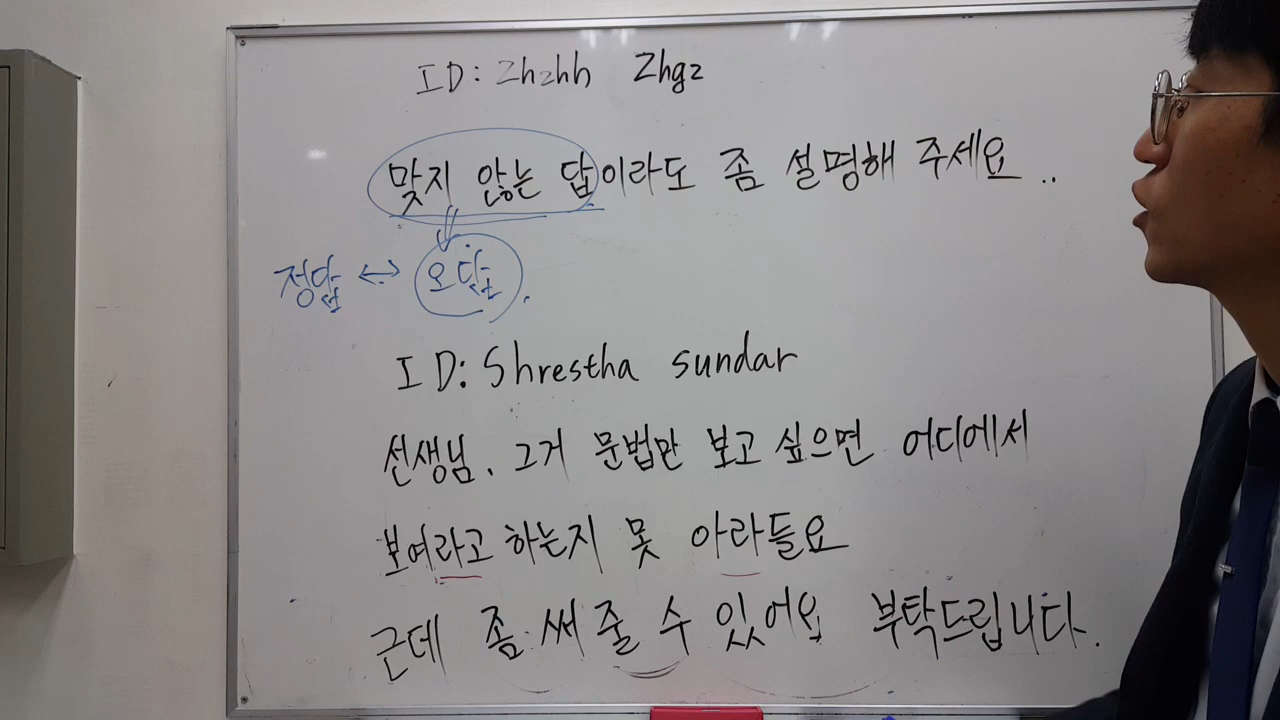 ID: Zhzhh Zhgz
맞지 않는 답이라도 좀 설명해 주세요..
정답 ↔ 오답.
ID: Shrestha sundar
선생님, 그거 문법만 보고 싶으면 어디에서
보여라고 하는지 못 아라들요
근데 좀 써 줄 수 있어요 부탁드립니다.